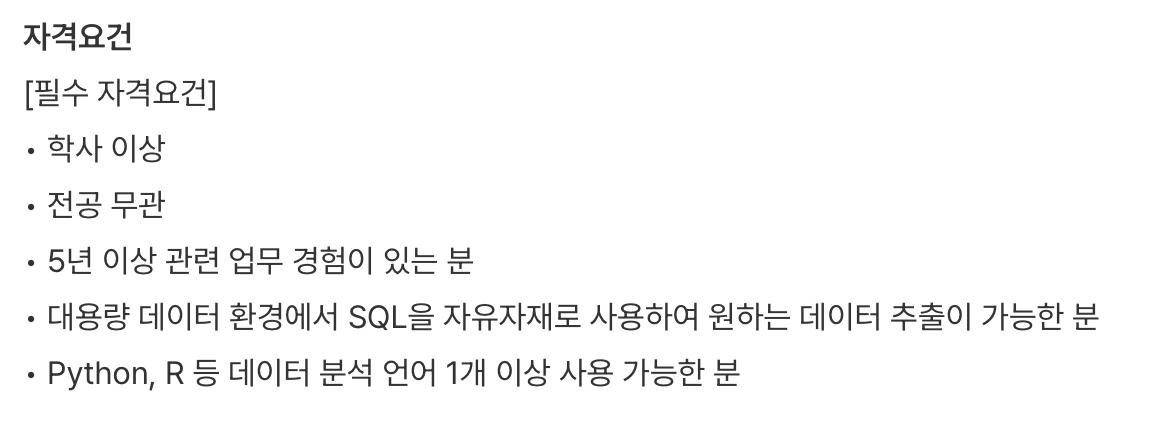 자격요건
[필수 자격요건]
• 학사 이상
• 전공 무관
• 5년 이상 관련 업무 경험이 있는 분
• 대용량 데이터 환경에서 SQL을 자유자재로 사용하여 원하는 데이터 추출이 가능한 분
• Python, R 등 데이터 분석 언어 1개 이상 사용 가능한 분